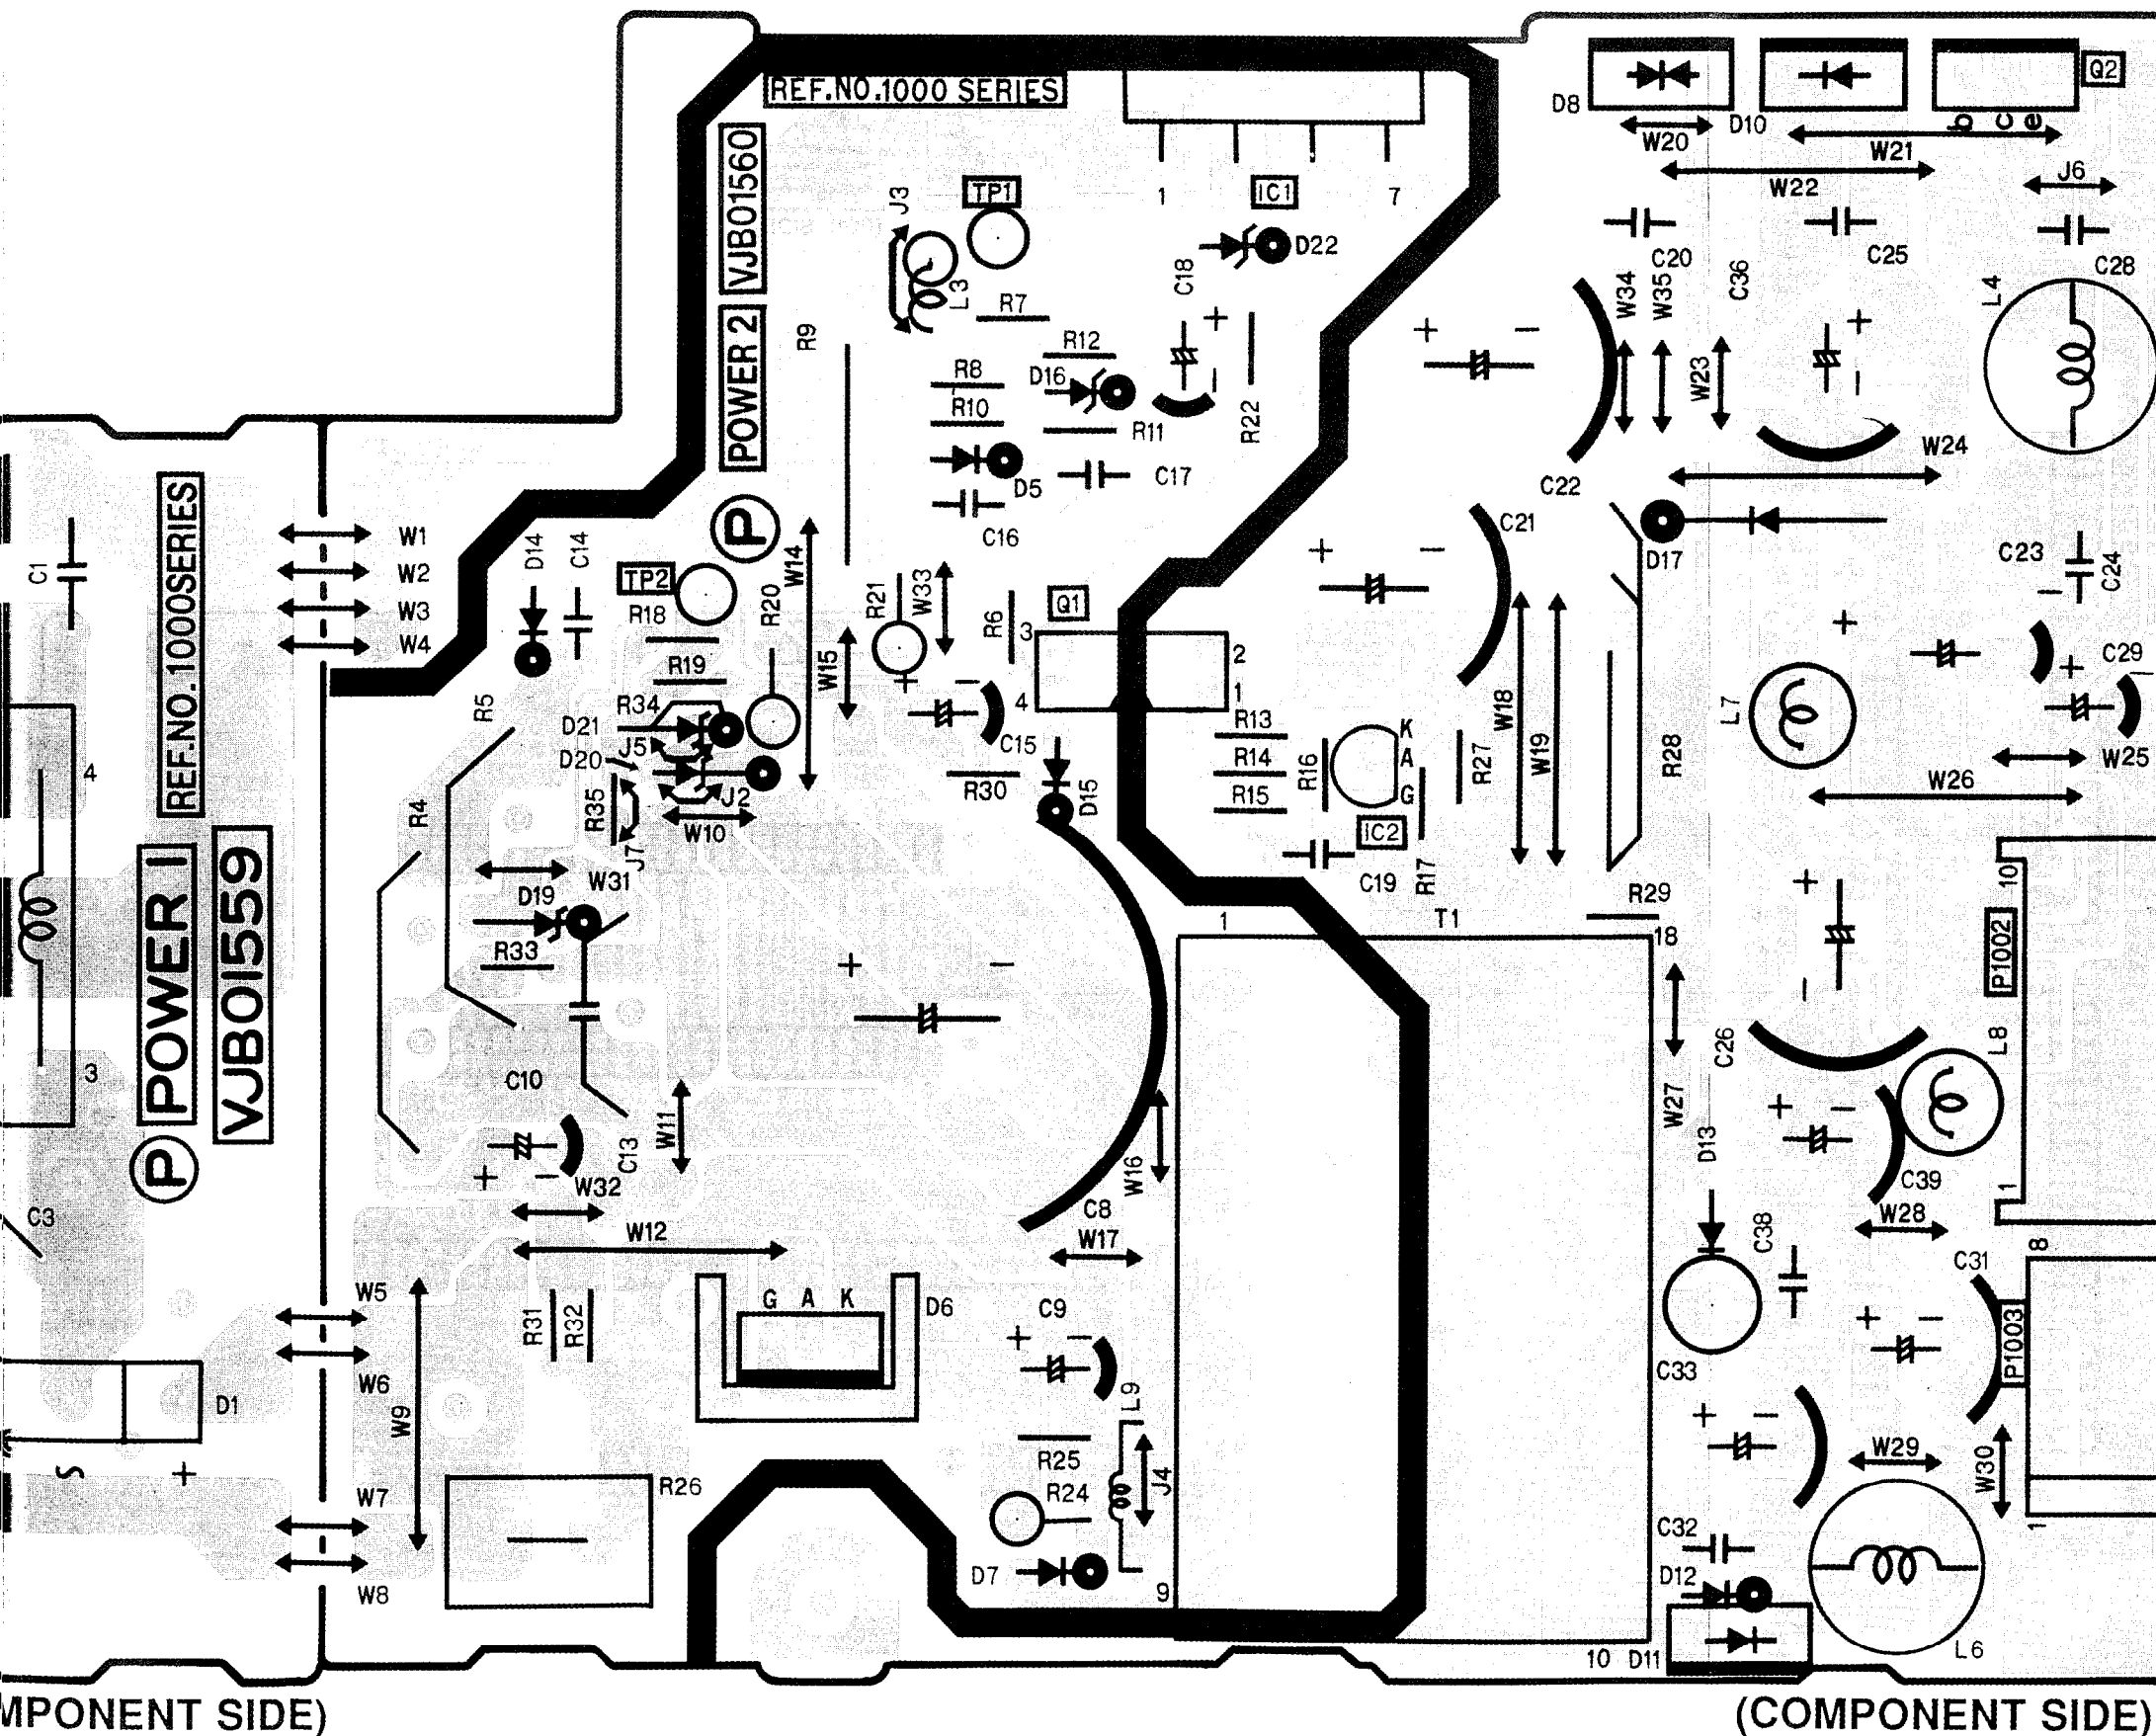 REF.NO.1000 SERIES
Q2
D8
D10
b c e
W20
W21
W22
J6
VJB01560
POWER 2
P
J3
TP1
1
IC1
7
D22
C18
+
L3
R7
R9
R12
R8
D16
R10
R11
R22
D5
C17
C16
C20
C25
C28
W34
W35
C36
L4
+ −
W23
+
−
−
W24
C22
C21
D17
C23
C24
REF.NO.1000SERIES
POWER I
VJB01559
P
C1
W1
W2
W3
W4
D14
C14
TP2
R18
R20
W14
R21
W33
R6
Q1
3
2
4
1
+ −
R19
W15
R5
R34
D21
J5
D20
J2
R35
W10
J7
R4
+ −
C15
R30
D15
R13
R14
R15
R16
K
A
G
IC2
R27
C19
R17
W18
W19
R28
R29
L7
+
−
C29
+ −
W25
W26
4
3
W31
D19
R33
C10
+ −
1
T1
18
+
−
10
P1002
L8
C26
W27
+ −
C39
1
W11
C13
+ −
W32
W12
W16
C8
W17
D13
C38
W28
C31
8
C3
W5
W6
D1
S +
W7
W8
W9
R31
R32
G A K
D6
C9
+ −
L9
R25
R24
J4
R26
D7
9
C33
+ −
P1003
+ −
W29
W30
1
C32
D12
10 D11
L6
MPONENT SIDE)
(COMPONENT SIDE)